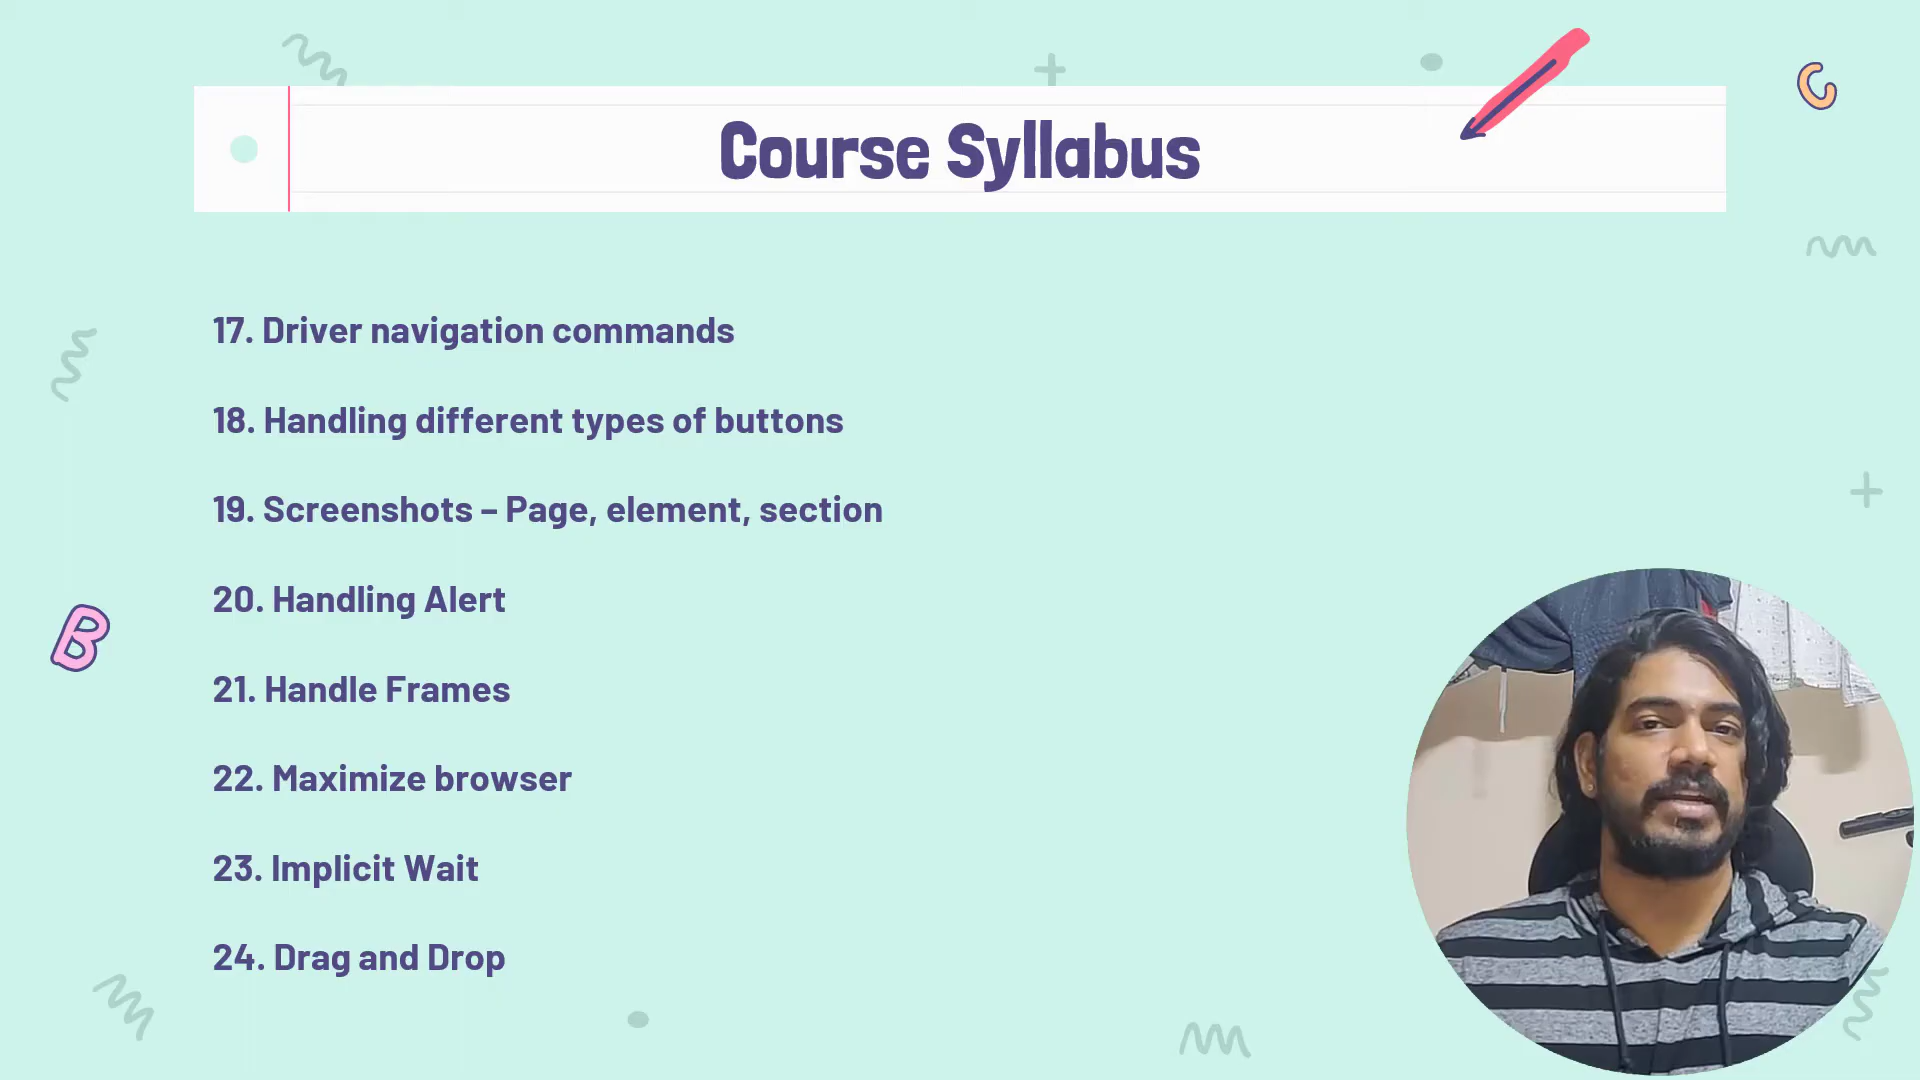 Course Syllabus
17. Driver navigation commands
18. Handling different types of buttons
19. Screenshots – Page, element, section
20. Handling Alert
21. Handle Frames
22. Maximize browser
23. Implicit Wait
24. Drag and Drop
C
B